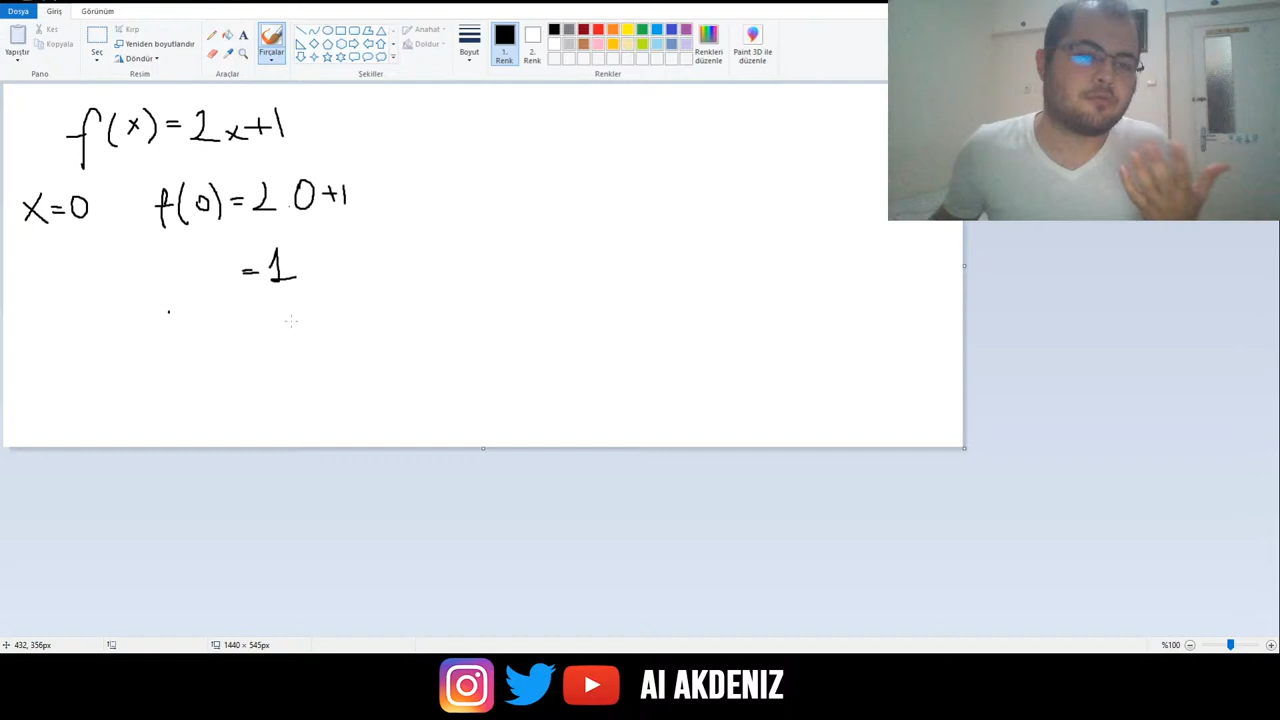 Dosya Giriş Görünüm
Yapıştır
Kes
Kopyala
Pano
Seç
Kırp
Yeniden boyutlandır
Döndür
Resim
A
Araçlar
Fırçalar
Anahat
Doldur
Şekiller
Boyut
1. Renk
2. Renk
Renkleri düzenle
Renkler
Paint 3D ile düzenle
f(x)=2x+1
x=0 f(0)=2.0+1
=1
432, 356px
1440 × 545px
%100
AI AKDENIZ